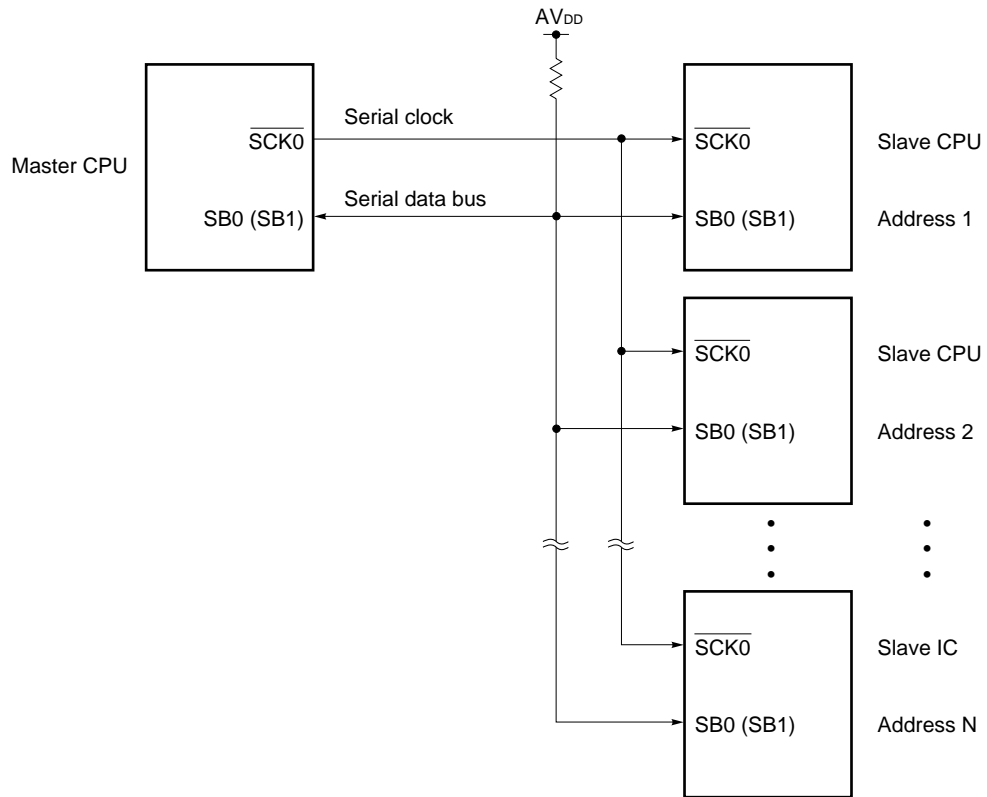 AVDD
Serial clock
SCK0
SCK0
Slave CPU
Master CPU
Serial data bus
SB0 (SB1)
SB0 (SB1)
Address 1
SCK0
Slave CPU
SB0 (SB1)
Address 2
SCK0
Slave IC
SB0 (SB1)
Address N